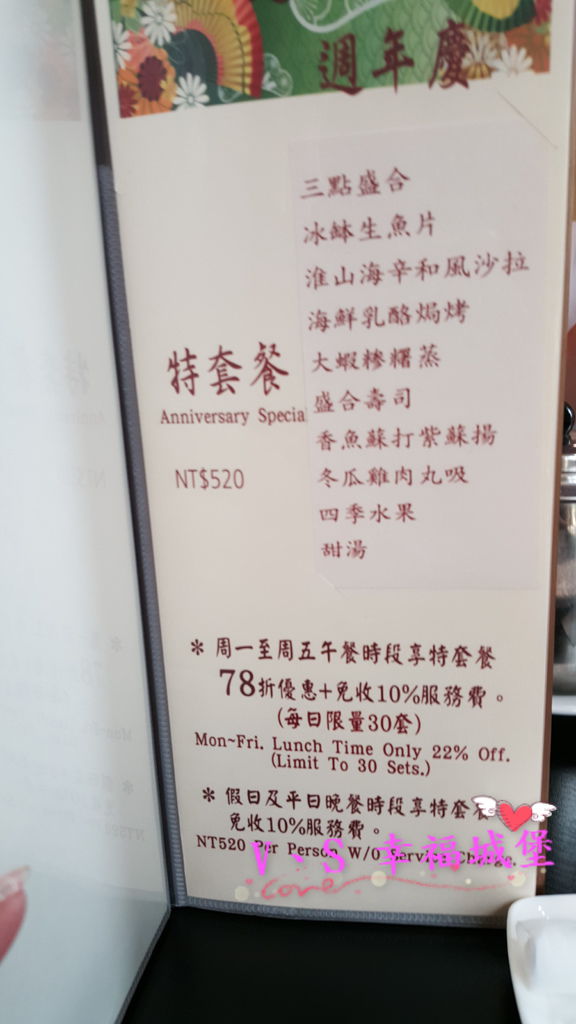 週年慶
三點盛合
冰缽生魚片
淮山海辛和風沙拉
海鮮乳酪焗烤
大蝦糝糬蒸
盛合壽司
香魚蘇打紫蘇揚
冬瓜雞肉丸吸
四季水果
甜湯
特套餐
Anniversary Special
NT$520
* 周一至周五午餐時段享特套餐
78折優惠+免收10%服務費。
(每日限量30套)
Mon~Fri. Lunch Time Only 22% Off.
(Limit To 30 Sets.)
* 假日及平日晚餐時段享特套餐
免收10%服務費。
NT520 Per Person W/O Service Charge.
V·S 幸福城堡
Love